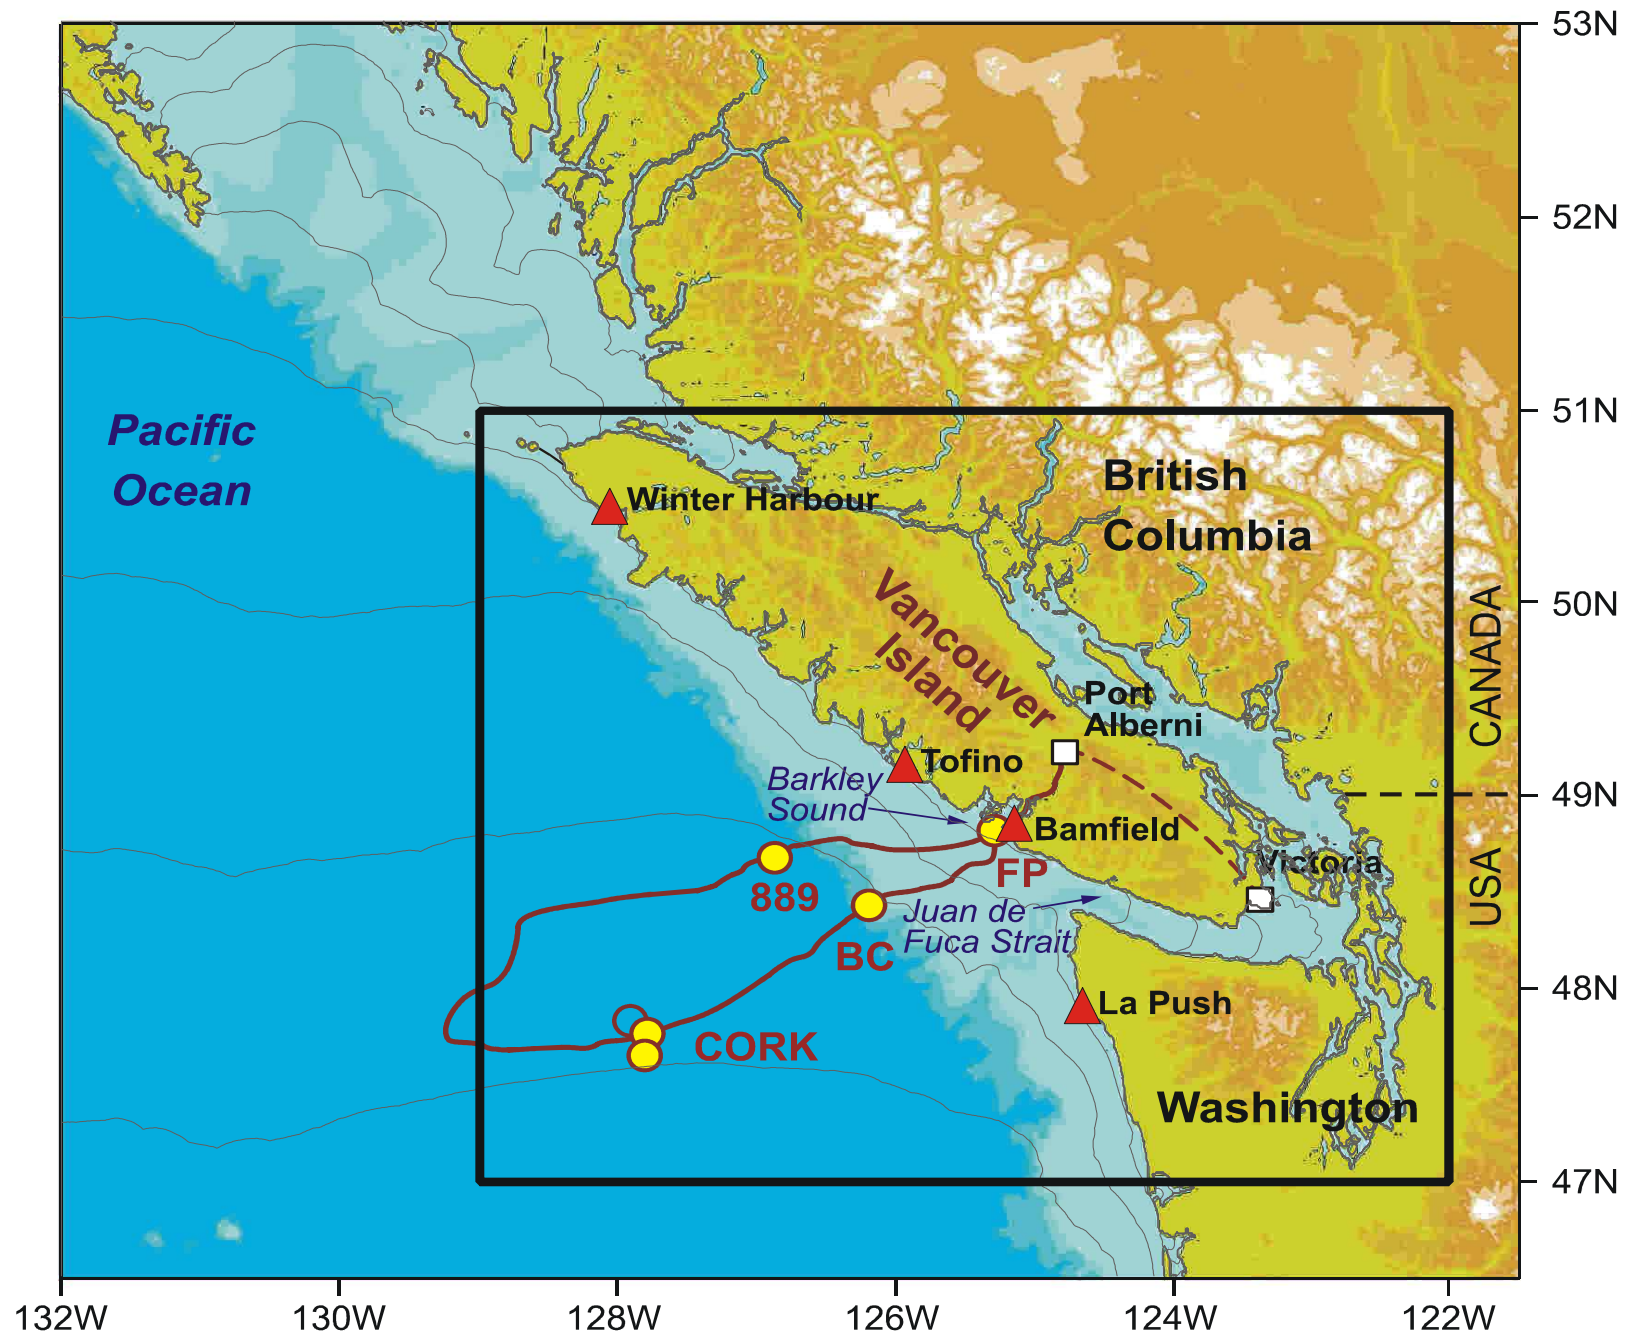 53N
52N
51N
Pacific
Ocean
British
Columbia
Winter Harbour
50N
CANADA
Vancouver
Island
Port
Alberni
Tofino
Barkley
Sound
49N
Bamfield
Victoria
USA
FP
889
Juan de
Fuca Strait
BC
48N
La Push
CORK
Washington
47N
132W
130W
128W
126W
124W
122W